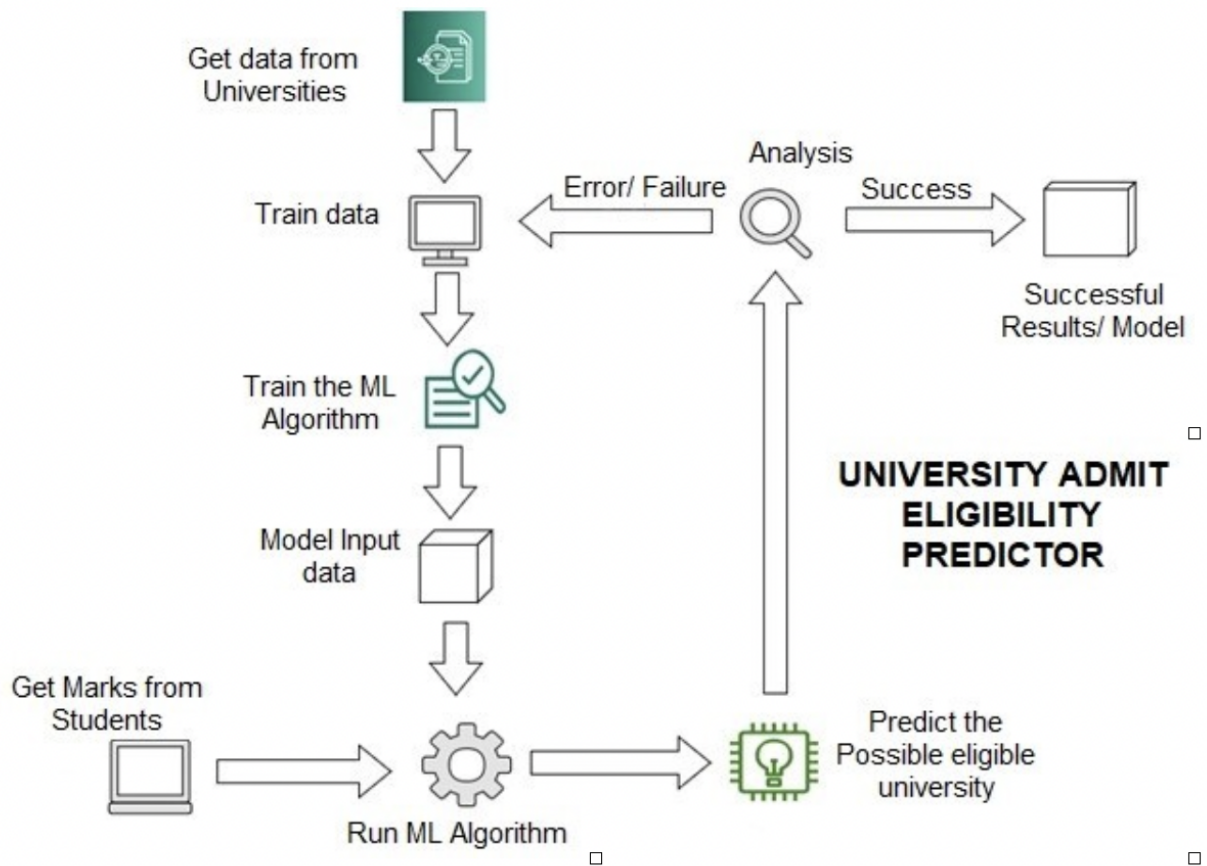 Get data from
Universities
Train data
Error/ Failure
Analysis
Success
Successful
Results/ Model
Train the ML
Algorithm
UNIVERSITY ADMIT
ELIGIBILITY
PREDICTOR
Model Input
data
Get Marks from
Students
Run ML Algorithm
Predict the
Possible eligible
university